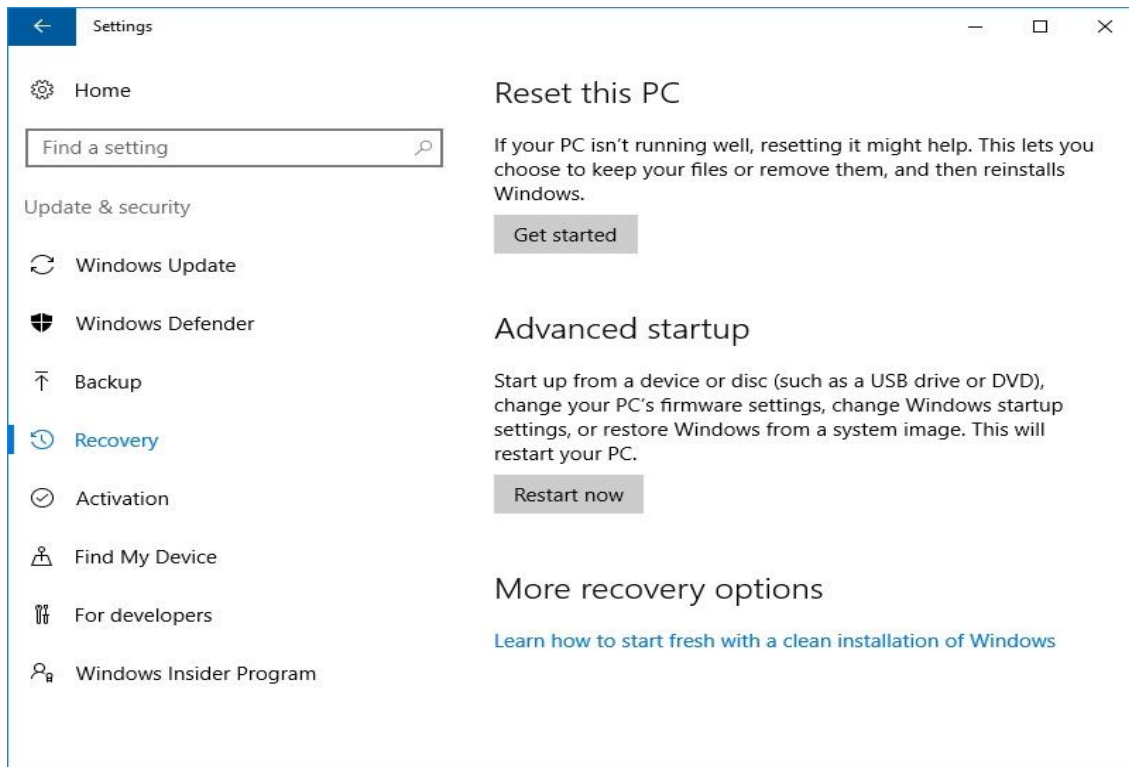 Settings
Home
Find a setting
Update & security
Windows Update
Windows Defender
Backup
Recovery
Activation
Find My Device
For developers
Windows Insider Program
Reset this PC
If your PC isn’t running well, resetting it might help. This lets you
choose to keep your files or remove them, and then reinstalls
Windows.
Get started
Advanced startup
Start up from a device or disc (such as a USB drive or DVD),
change your PC’s firmware settings, change Windows startup
settings, or restore Windows from a system image. This will
restart your PC.
Restart now
More recovery options
Learn how to start fresh with a clean installation of Windows